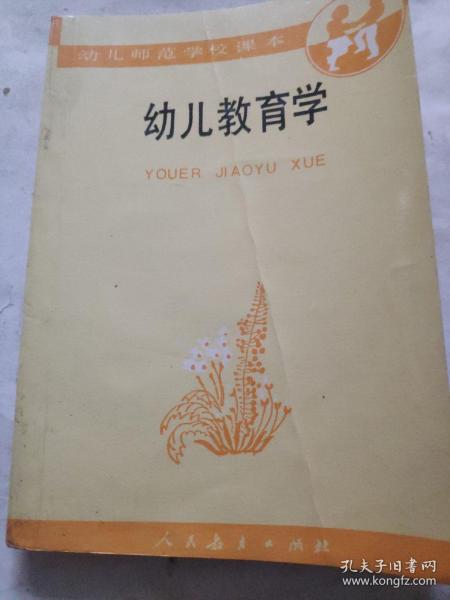 幼儿师范学校课本
幼儿教育学
YOUER JIAOYU XUE
人民教育出版社
孔夫子旧书网
www.kongfz.com